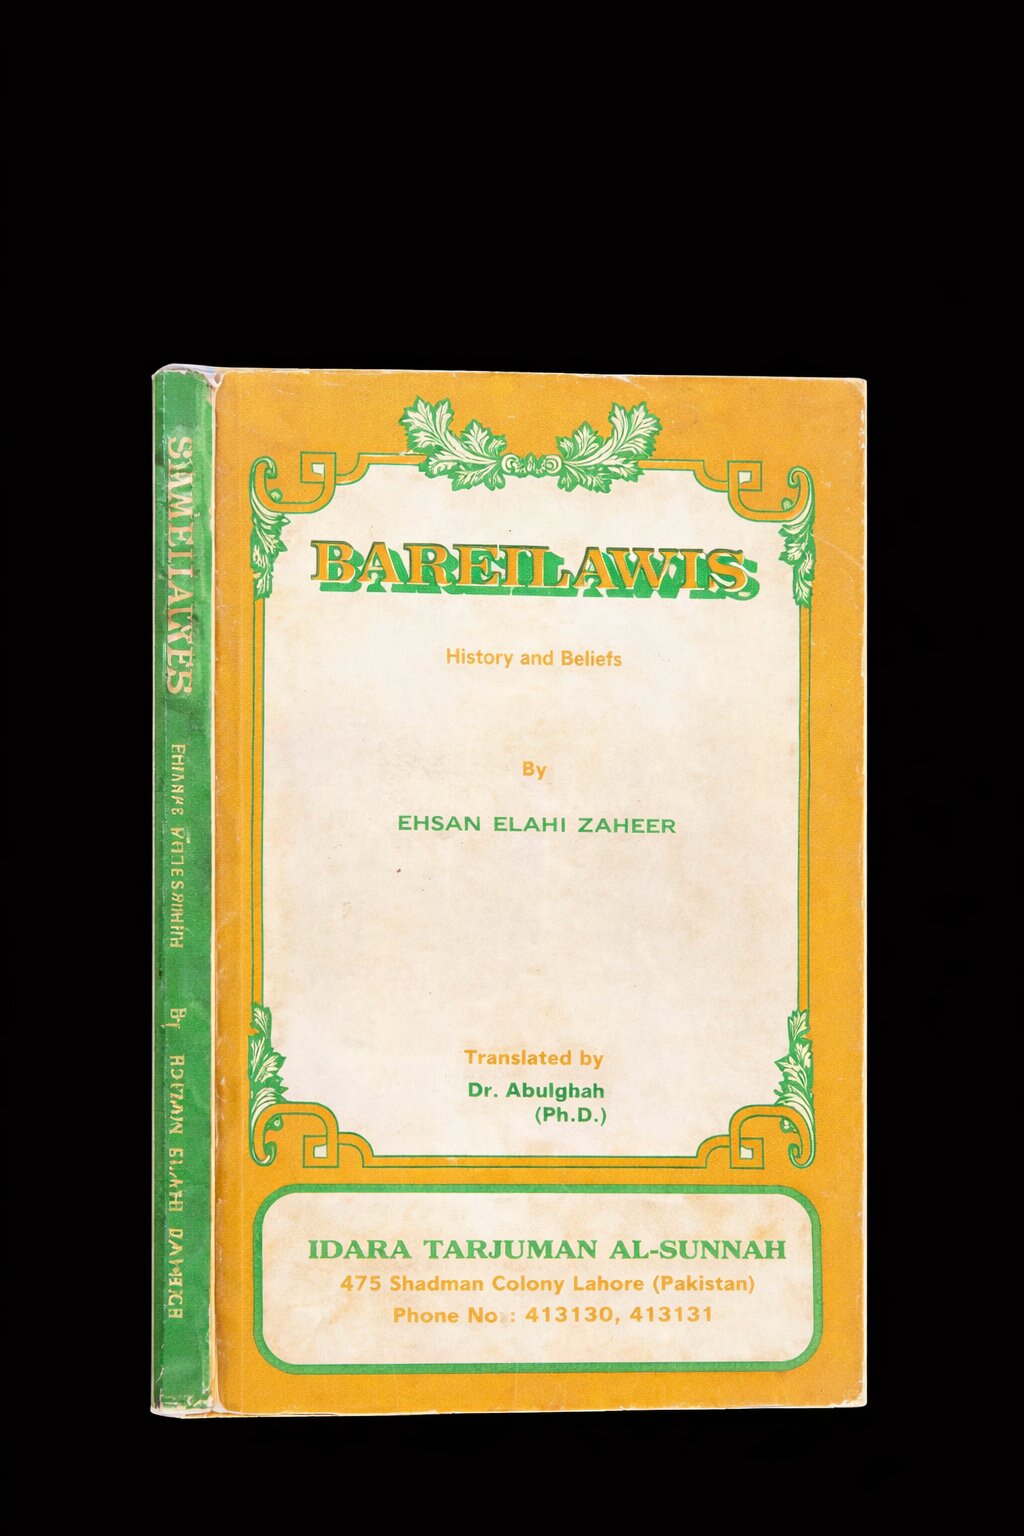 BAREILAWIS
History and Beliefs
By
EHSAN ELAHI ZAHEER
Translated by
Dr. Abulghah
(Ph.D.)
IDARA TARJUMAN AL-SUNNAH
475 Shadman Colony Lahore (Pakistan)
Phone No. : 413130, 413131